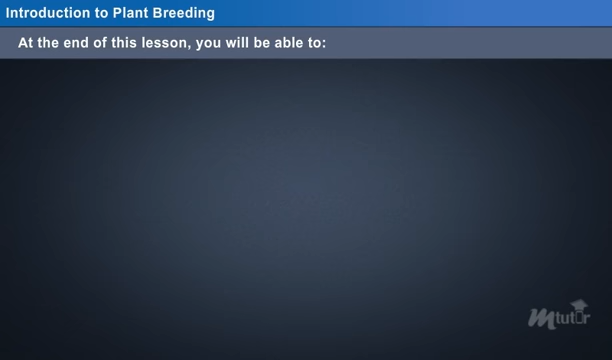 Introduction to Plant Breeding
At the end of this lesson, you will be able to:
Mtutor